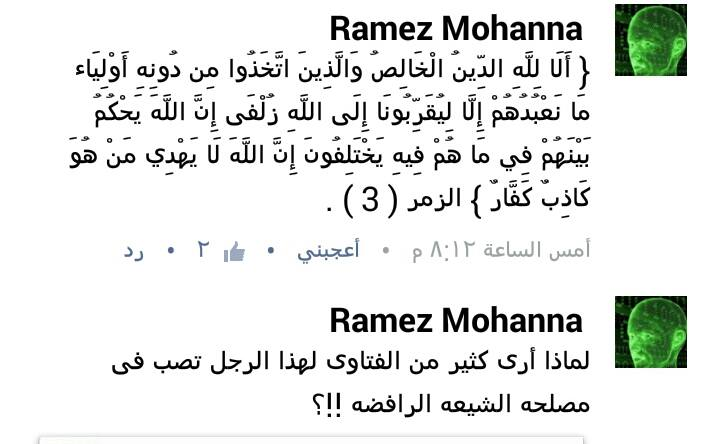 Ramez Mohanna
{ أَلَا لِلَّهِ الدِّينُ الْخَالِصُ وَالَّذِينَ اتَّخَذُوا مِن دُونِهِ أَوْلِيَاء
مَا نَعْبُدُهُمْ إِلَّا لِيُقَرِّبُونَا إِلَى اللَّهِ زُلْفَى إِنَّ اللَّهَ يَحْكُمُ
بَيْنَهُمْ فِي مَا هُمْ فِيهِ يَخْتَلِفُونَ إِنَّ اللَّهَ لَا يَهْدِي مَنْ هُوَ
كَاذِبٌ كَفَّارٌ } الزمر ( 3 ) .
أمس الساعة ٨:١٢ م • أعجبني • ٢ • رد
Ramez Mohanna
لماذا أرى كثير من الفتاوى لهذا الرجل تصب فى
مصلحه الشيعه الرافضه !!؟